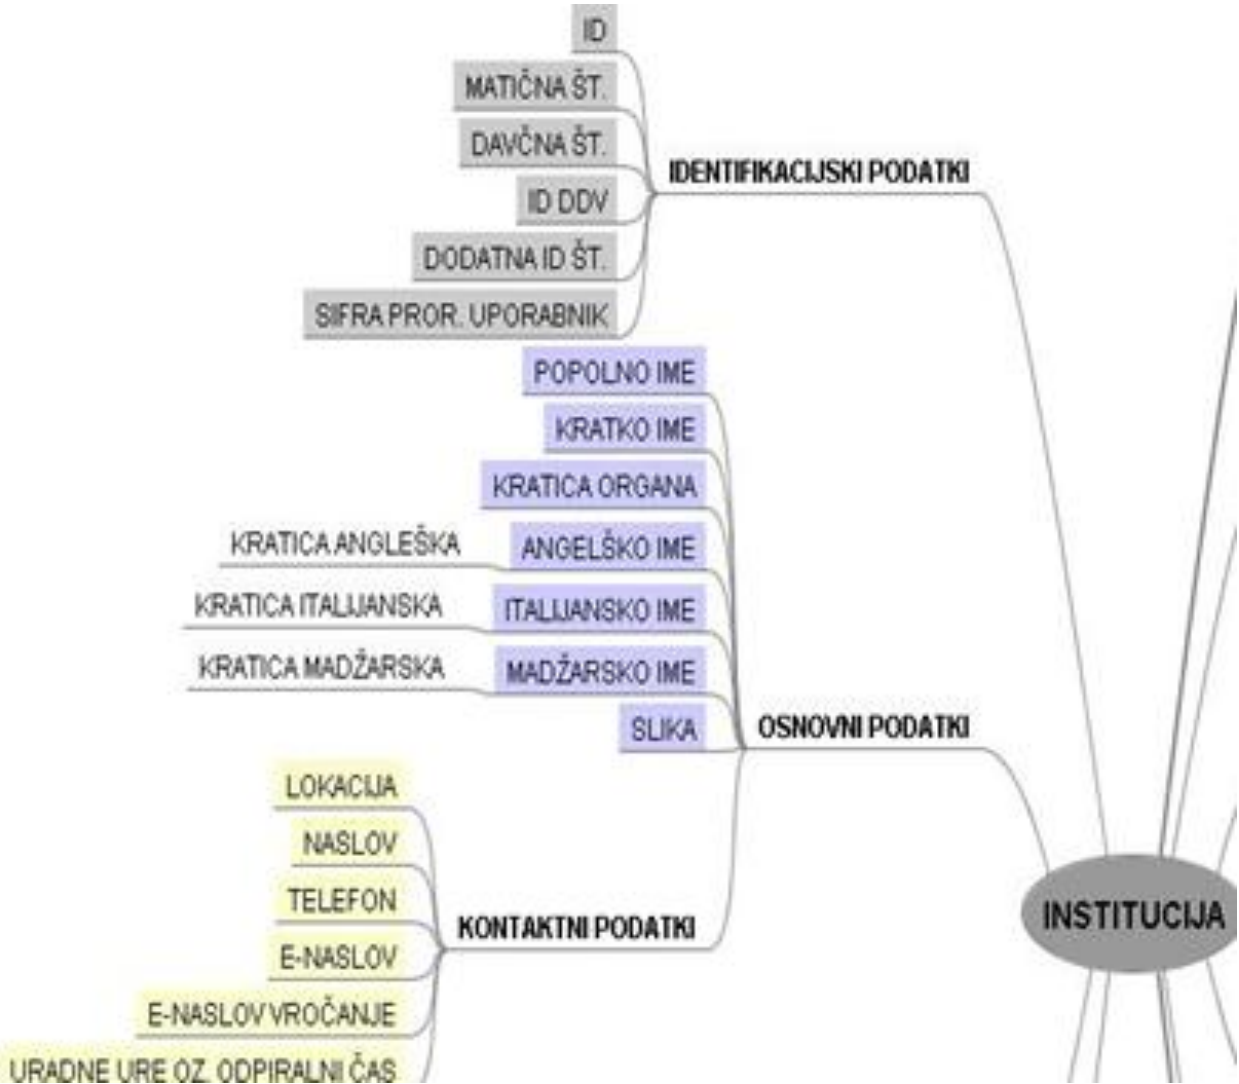 ID
MATIČNA ŠT.
DAVČNA ŠT.
ID DDV
DODATNA ID ŠT.
SIFRA PROR. UPORABNIK
IDENTIFIKACIJSKI PODATKI
POPOLNO IME
KRATKO IME
KRATICA ORGANA
KRATICA ANGLEŠKA
ANGELŠKO IME
KRATICA ITALIJANSKA
ITALIJANSKO IME
KRATICA MADŽARSKA
MADŽARSKO IME
SLIKA
OSNOVNI PODATKI
LOKACIJA
NASLOV
TELEFON
E-NASLOV
E-NASLOV VROČANJE
URADNE URE OZ. ODPIRALNI ČAS
KONTAKTNI PODATKI
INSTITUCIJA